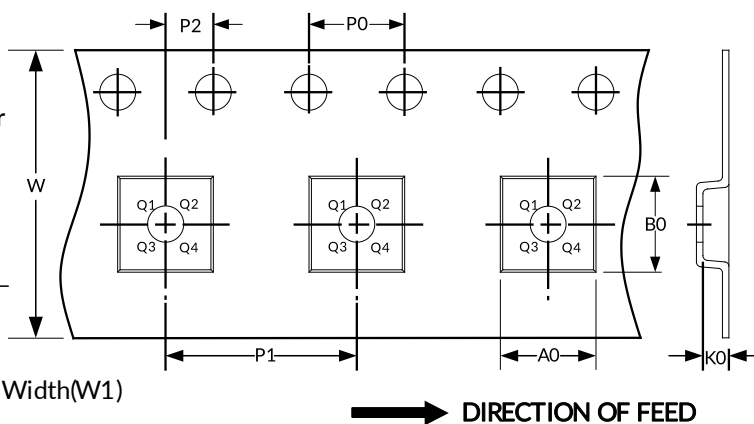 P2
P0
r
W
Q1 Q2
Q1 Q2
Q1 Q2
B0
Q3 Q4
Q3 Q4
Q3 Q4
P1
A0
K0
Width(W1)
DIRECTION OF FEED